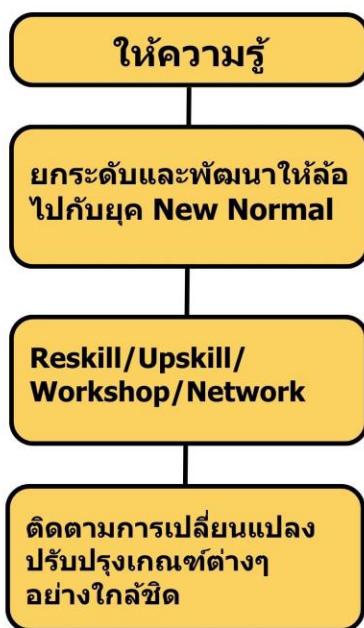 ให้ความรู้
ยกระดับและพัฒนาให้ล้อ
ไปกับยุค New Normal
Reskill/Upskill/
Workshop/Network
ติดตามการเปลี่ยนแปลง
ปรับปรุงเกณฑ์ต่างๆ
อย่างใกล้ชิด